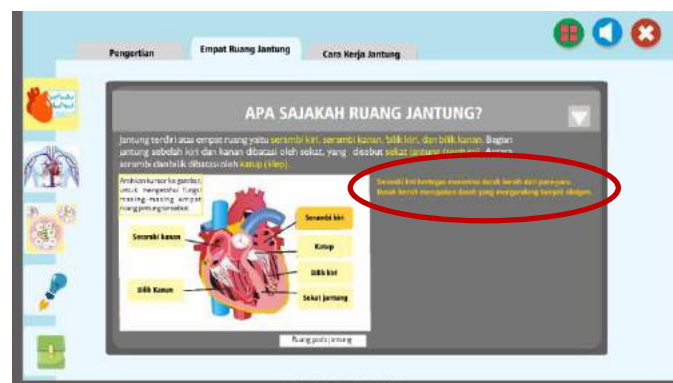 Pengertian
Empat Ruang Jantung
Cara Kerja Jantung
APA SAJAKAH RUANG JANTUNG?
Jantung terdiri atas empat ruang yaitu serambi kiri, serambi kanan, bilik kiri, dan bilik kanan. Bagian
jantung sebelah kiri dan kanan dibatasi oleh sekat, yang disebut sekat jantung
serambi dan bilik dibatasi oleh katup (klep).
Arahkan kursor ke gambar,
untuk mengetahui fungsi
masing-masing empat
ruang jantung tersebut
Serambi kiri bertugas menerima darah bersih dari paru-paru.
Darah bersih merupakan darah yang mengandung banyak oksigen.
Serambi kiri
Serambi kanan
Katup
Bilik kiri
Bilik Kanan
Sekat jantung
Ruang pada jantung